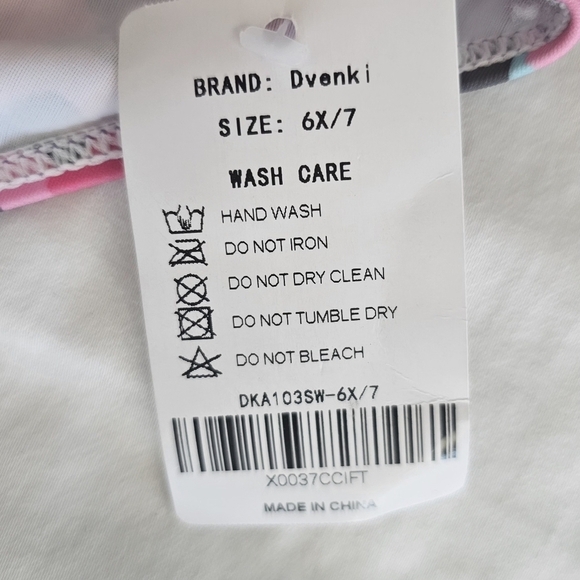 BRAND: Dvenki
SIZE: 6X/7
WASH CARE
HAND WASH
DO NOT IRON
DO NOT DRY CLEAN
DO NOT TUMBLE DRY
DO NOT BLEACH
DKA103SW-6X/7
X0037CCIFT
MADE IN CHINA